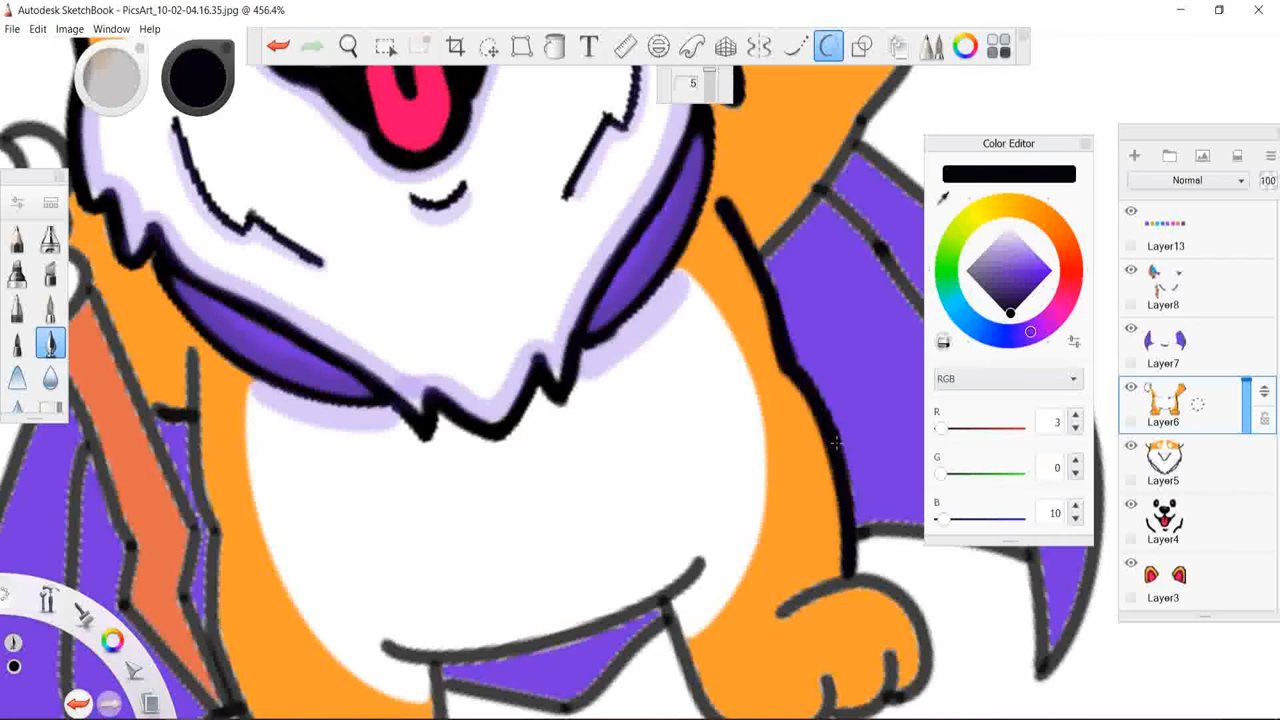 Autodesk SketchBook - PicsArt_10-02-04.16.35.jpg @ 456.4%
File Edit Image Window Help
5
Color Editor
RGB
R 3
G 0
B 10
Normal 100
Layer13
Layer8
Layer7
Layer6
Layer5
Layer4
Layer3